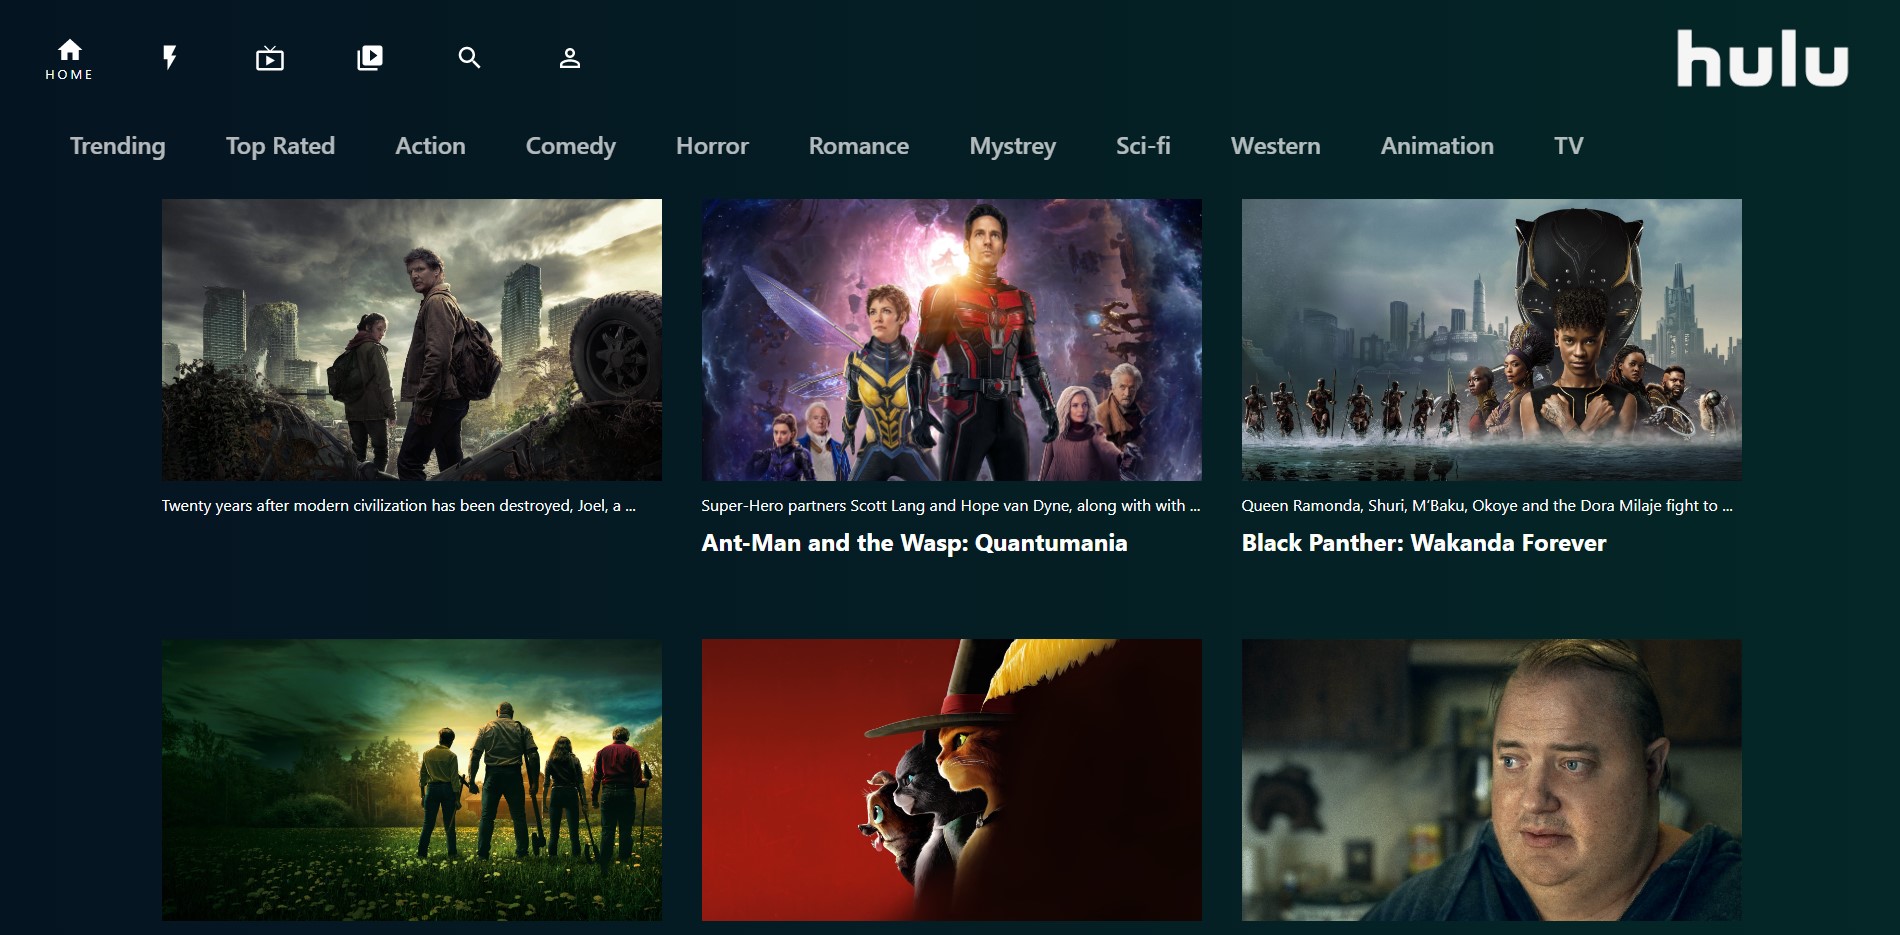 HOME
hulu
Trending Top Rated Action Comedy Horror Romance Mystrey Sci-fi Western Animation TV
Twenty years after modern civilization has been destroyed, Joel, a ...
Super-Hero partners Scott Lang and Hope van Dyne, along with with ...
Queen Ramonda, Shuri, M’Baku, Okoye and the Dora Milaje fight to ...
Ant-Man and the Wasp: Quantumania
Black Panther: Wakanda Forever